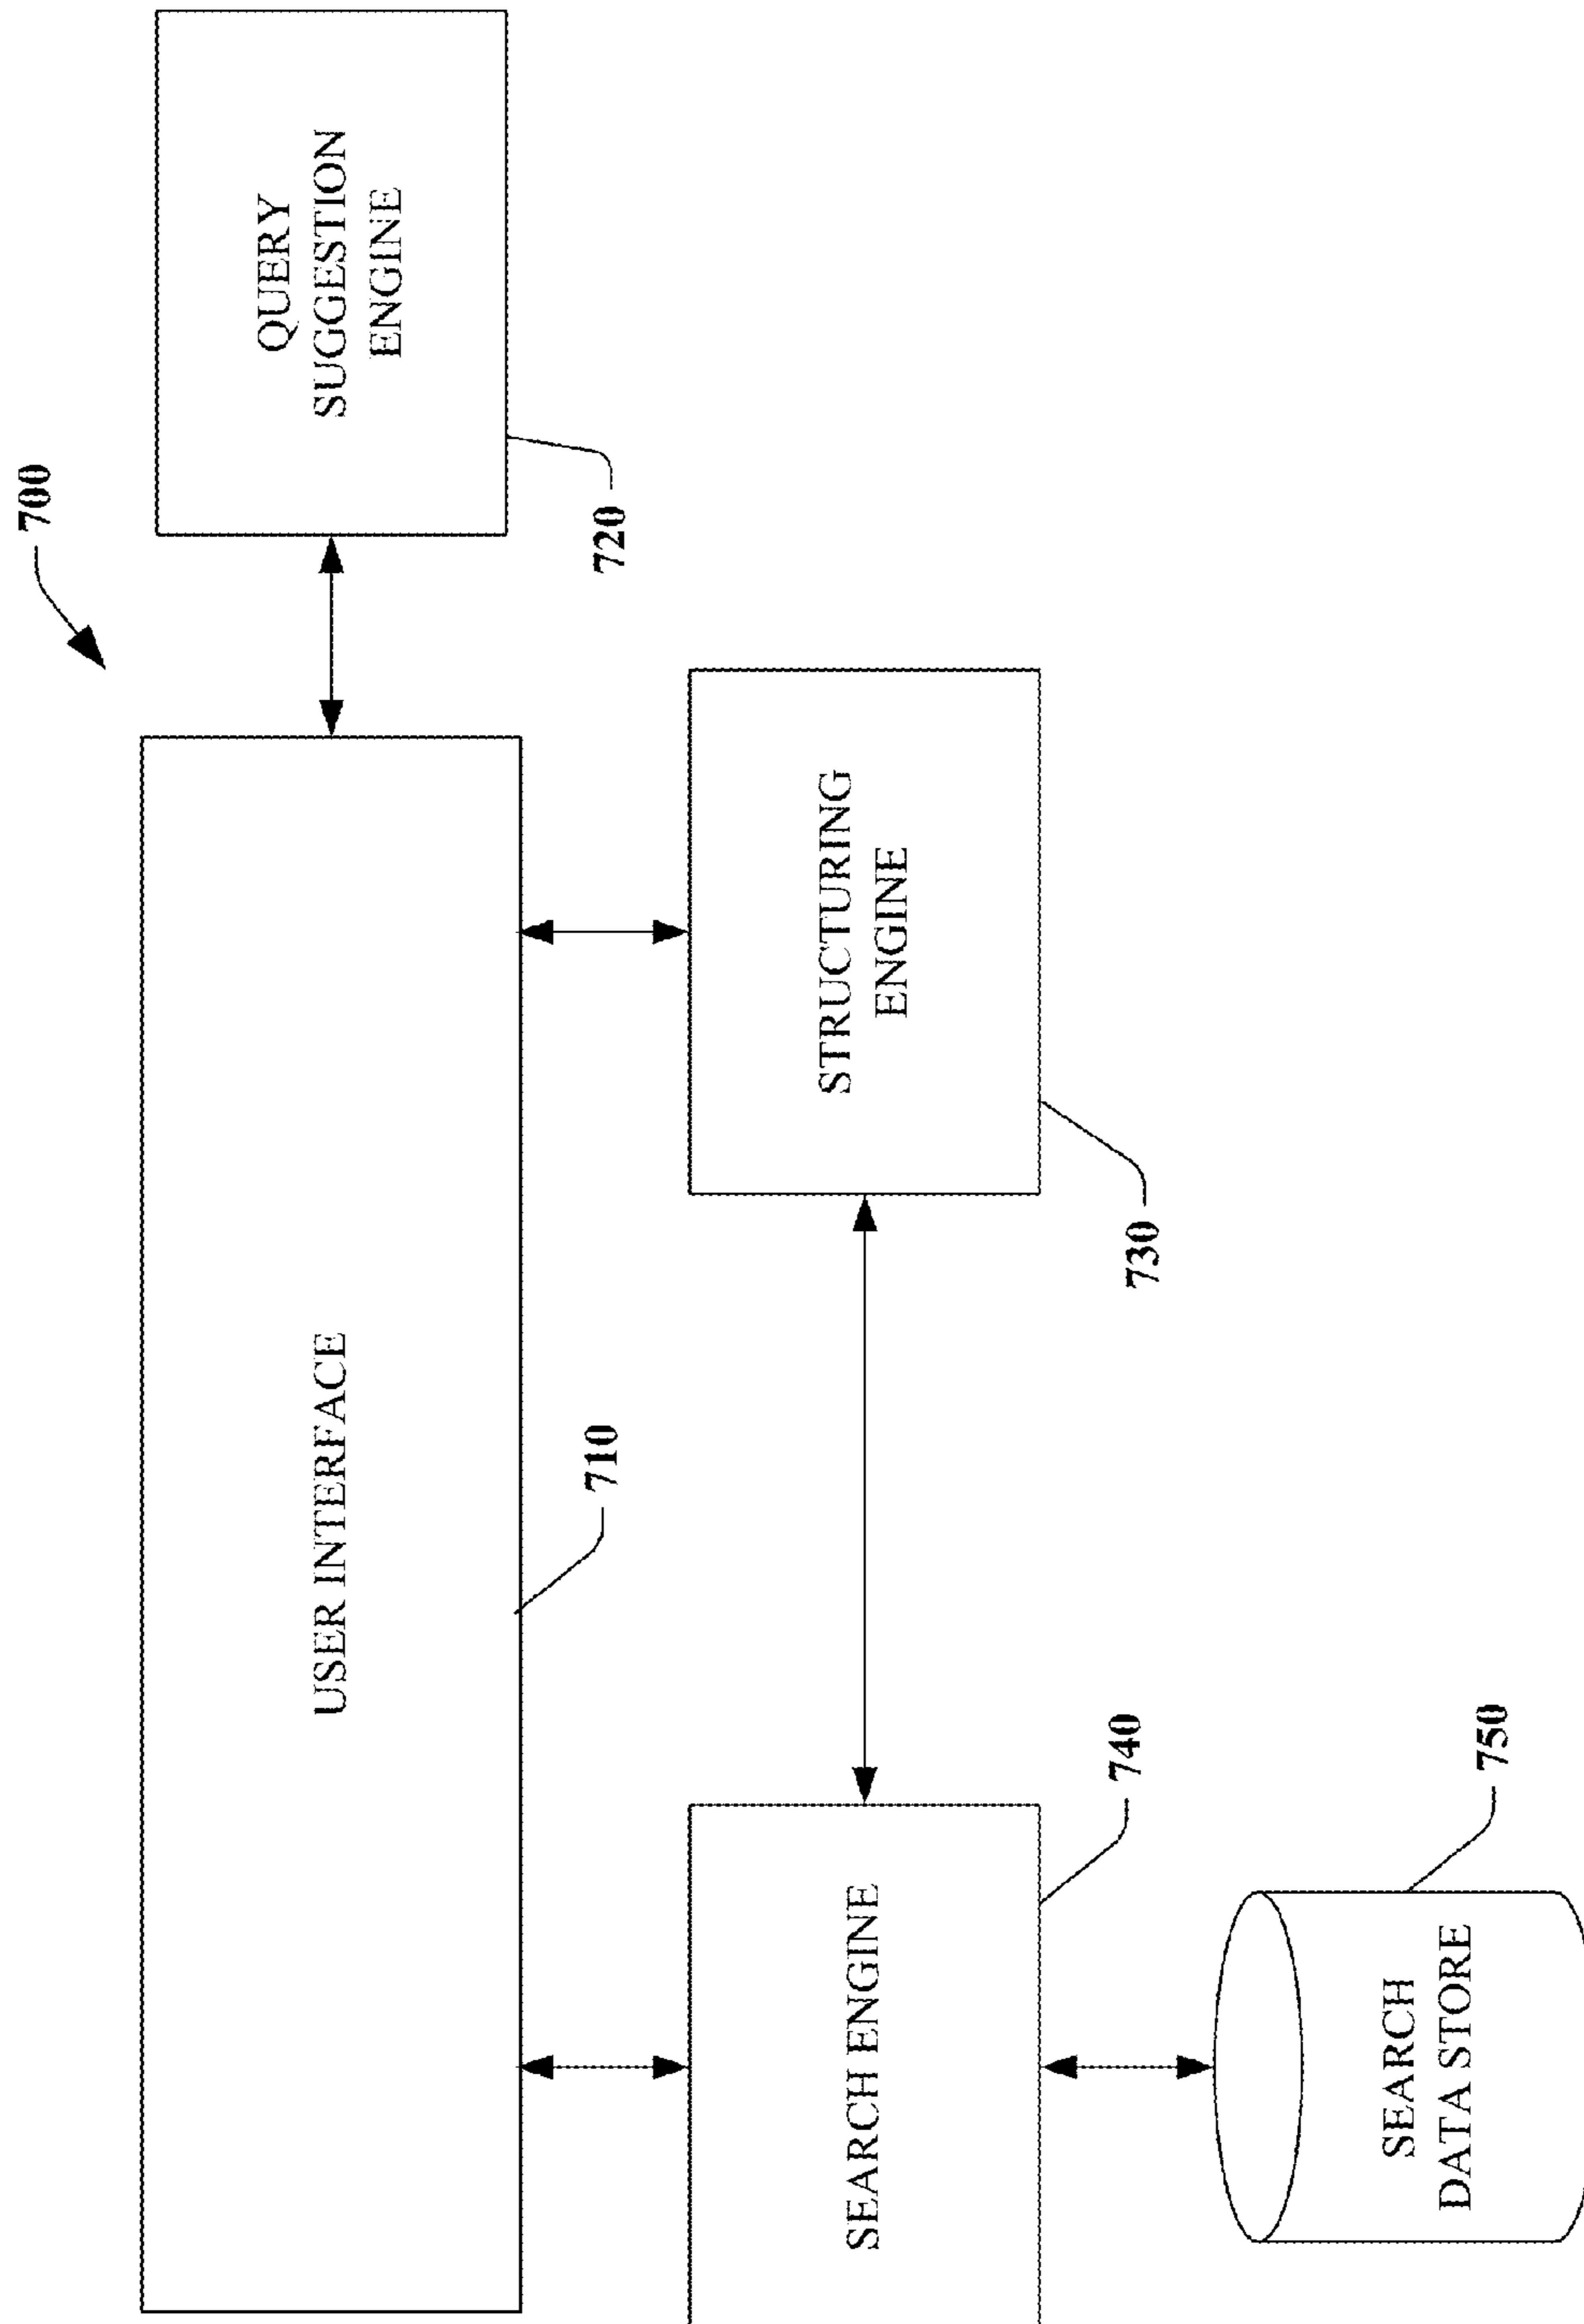 700
USER INTERFACE
710
QUERY
SUGGESTION
ENGINE
720
SEARCH ENGINE
740
STRUCTURING
ENGINE
730
SEARCH
DATA STORE
750